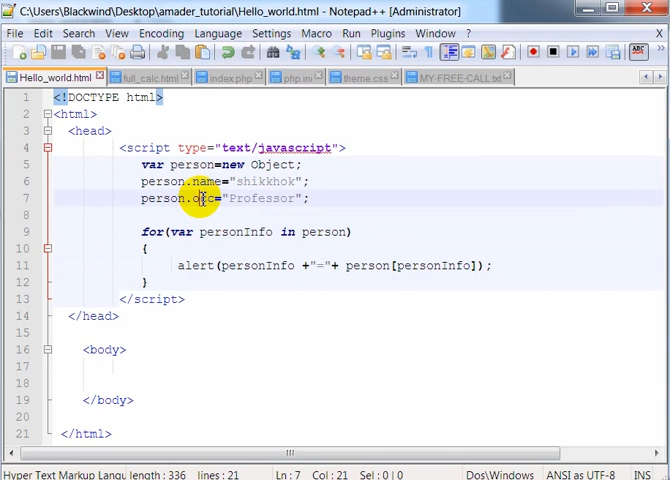 C:\Users\Blackwind\Desktop\amader_tutorial\Hello_world.html - Notepad++ [Administrator]
File Edit Search View Encoding Language Settings Macro Run Plugins Window ? X
Hello_world.html full_calc.html index.php php.ini theme.css MY-FREE-CALL.txt
1 <!DOCTYPE html>
2 <html>
3 <head>
4 <script type="text/javascript">
5 var person=new Object;
6 person.name="shikkhok";
7 person.occ="Professor";
8
9 for(var personInfo in person)
10 {
11 alert(personInfo +"="+ person[personInfo]);
12 }
13 </script>
14 </head>
15
16 <body>
17
18
19 </body>
20
21 </html>
Hyper Text Markup Langu length : 336 lines : 21 Ln : 7 Col : 21 Sel : 0 | 0 Dos\Windows ANSI as UTF-8 INS